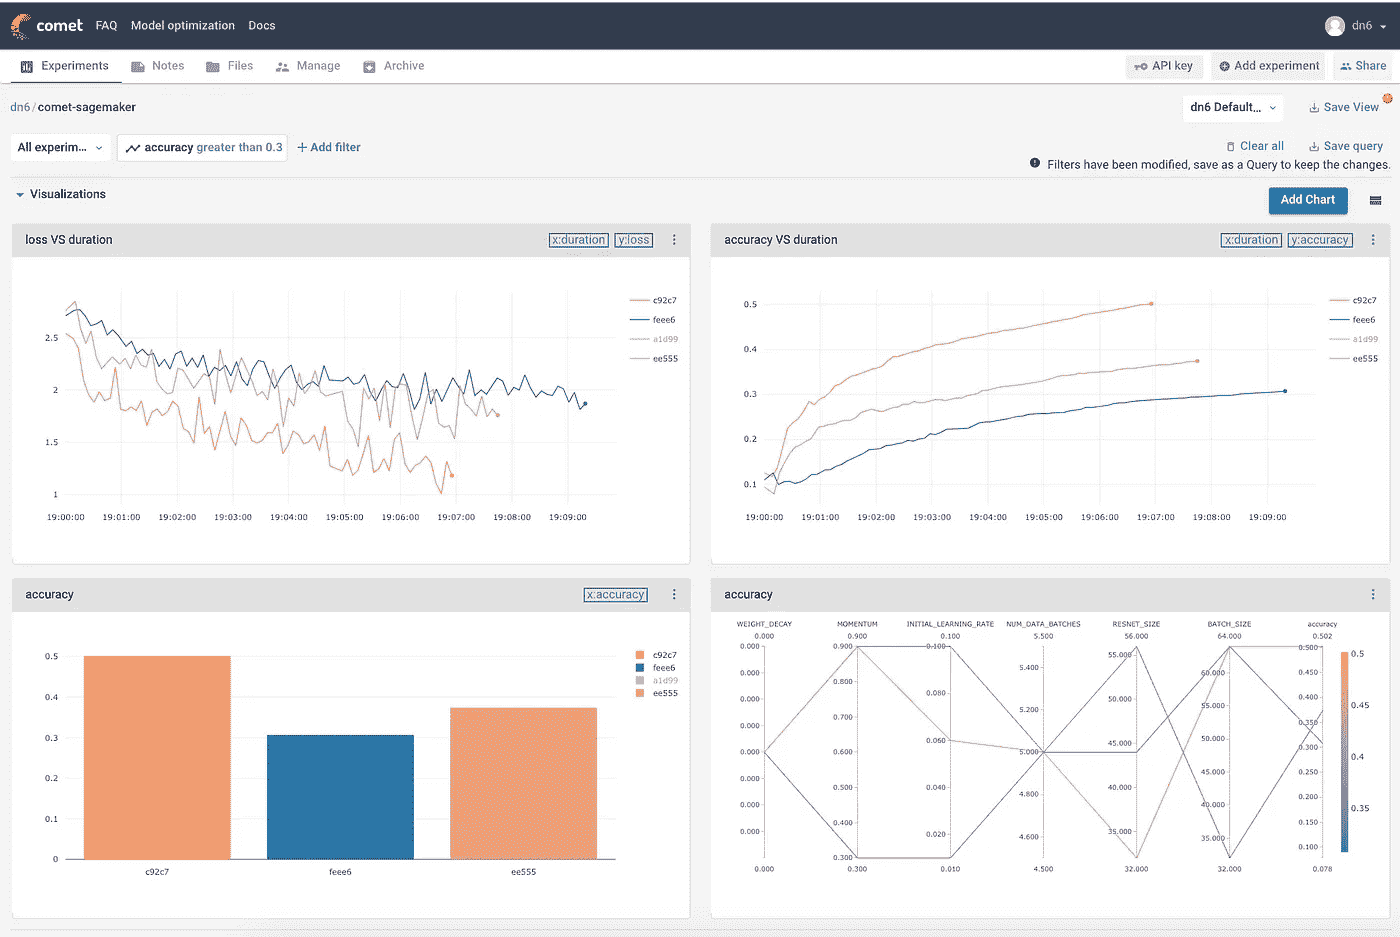 comet FAQ Model optimization Docs dn6
Experiments Notes Files Manage Archive API key Add experiment Share
dn6/comet-sagemaker dn6 Default... Save View
All experim... accuracy greater than 0.3 + Add filter Clear all Save query
Filters have been modified, save as a Query to keep the changes.
Visualizations Add Chart
loss VS duration x:duration y:loss
c92c7
feee6
a1d99
ee555
2.5
2
1.5
1
19:00:00 19:01:00 19:02:00 19:03:00 19:04:00 19:05:00 19:06:00 19:07:00 19:08:00 19:09:00
accuracy VS duration x:duration y:accuracy
c92c7
feee6
a1d99
ee555
0.5
0.4
0.3
0.2
0.1
19:00:00 19:01:00 19:02:00 19:03:00 19:04:00 19:05:00 19:06:00 19:07:00 19:08:00 19:09:00
accuracy x:accuracy
c92c7
feee6
a1d99
ee555
0.5
0.4
0.3
0.2
0.1
0
c92c7 feee6 ee555
accuracy
WEIGHT_DECAY MOMENTUM INITIAL_LEARNING_RATE NUM_DATA_BATCHES RESNET_SIZE BATCH_SIZE accuracy
0.000 0.900 0.100 5.500 56.000 64.000 0.502
0.000
0.000
0.000
0.000
0.000
0.000
0.000
0.000
0.900
0.800
0.700
0.600
0.500
0.400
0.300
0.100
0.080
0.060
0.040
0.020
5.400
5.200
5.000
4.800
4.600
55.000
50.000
45.000
40.000
35.000
60.000
55.000
50.000
45.000
40.000
35.000
0.500
0.450
0.400
0.350
0.300
0.250
0.200
0.150
0.100
0.5
0.45
0.4
0.35
0.000 0.300 0.010 4.500 32.000 32.000 0.078